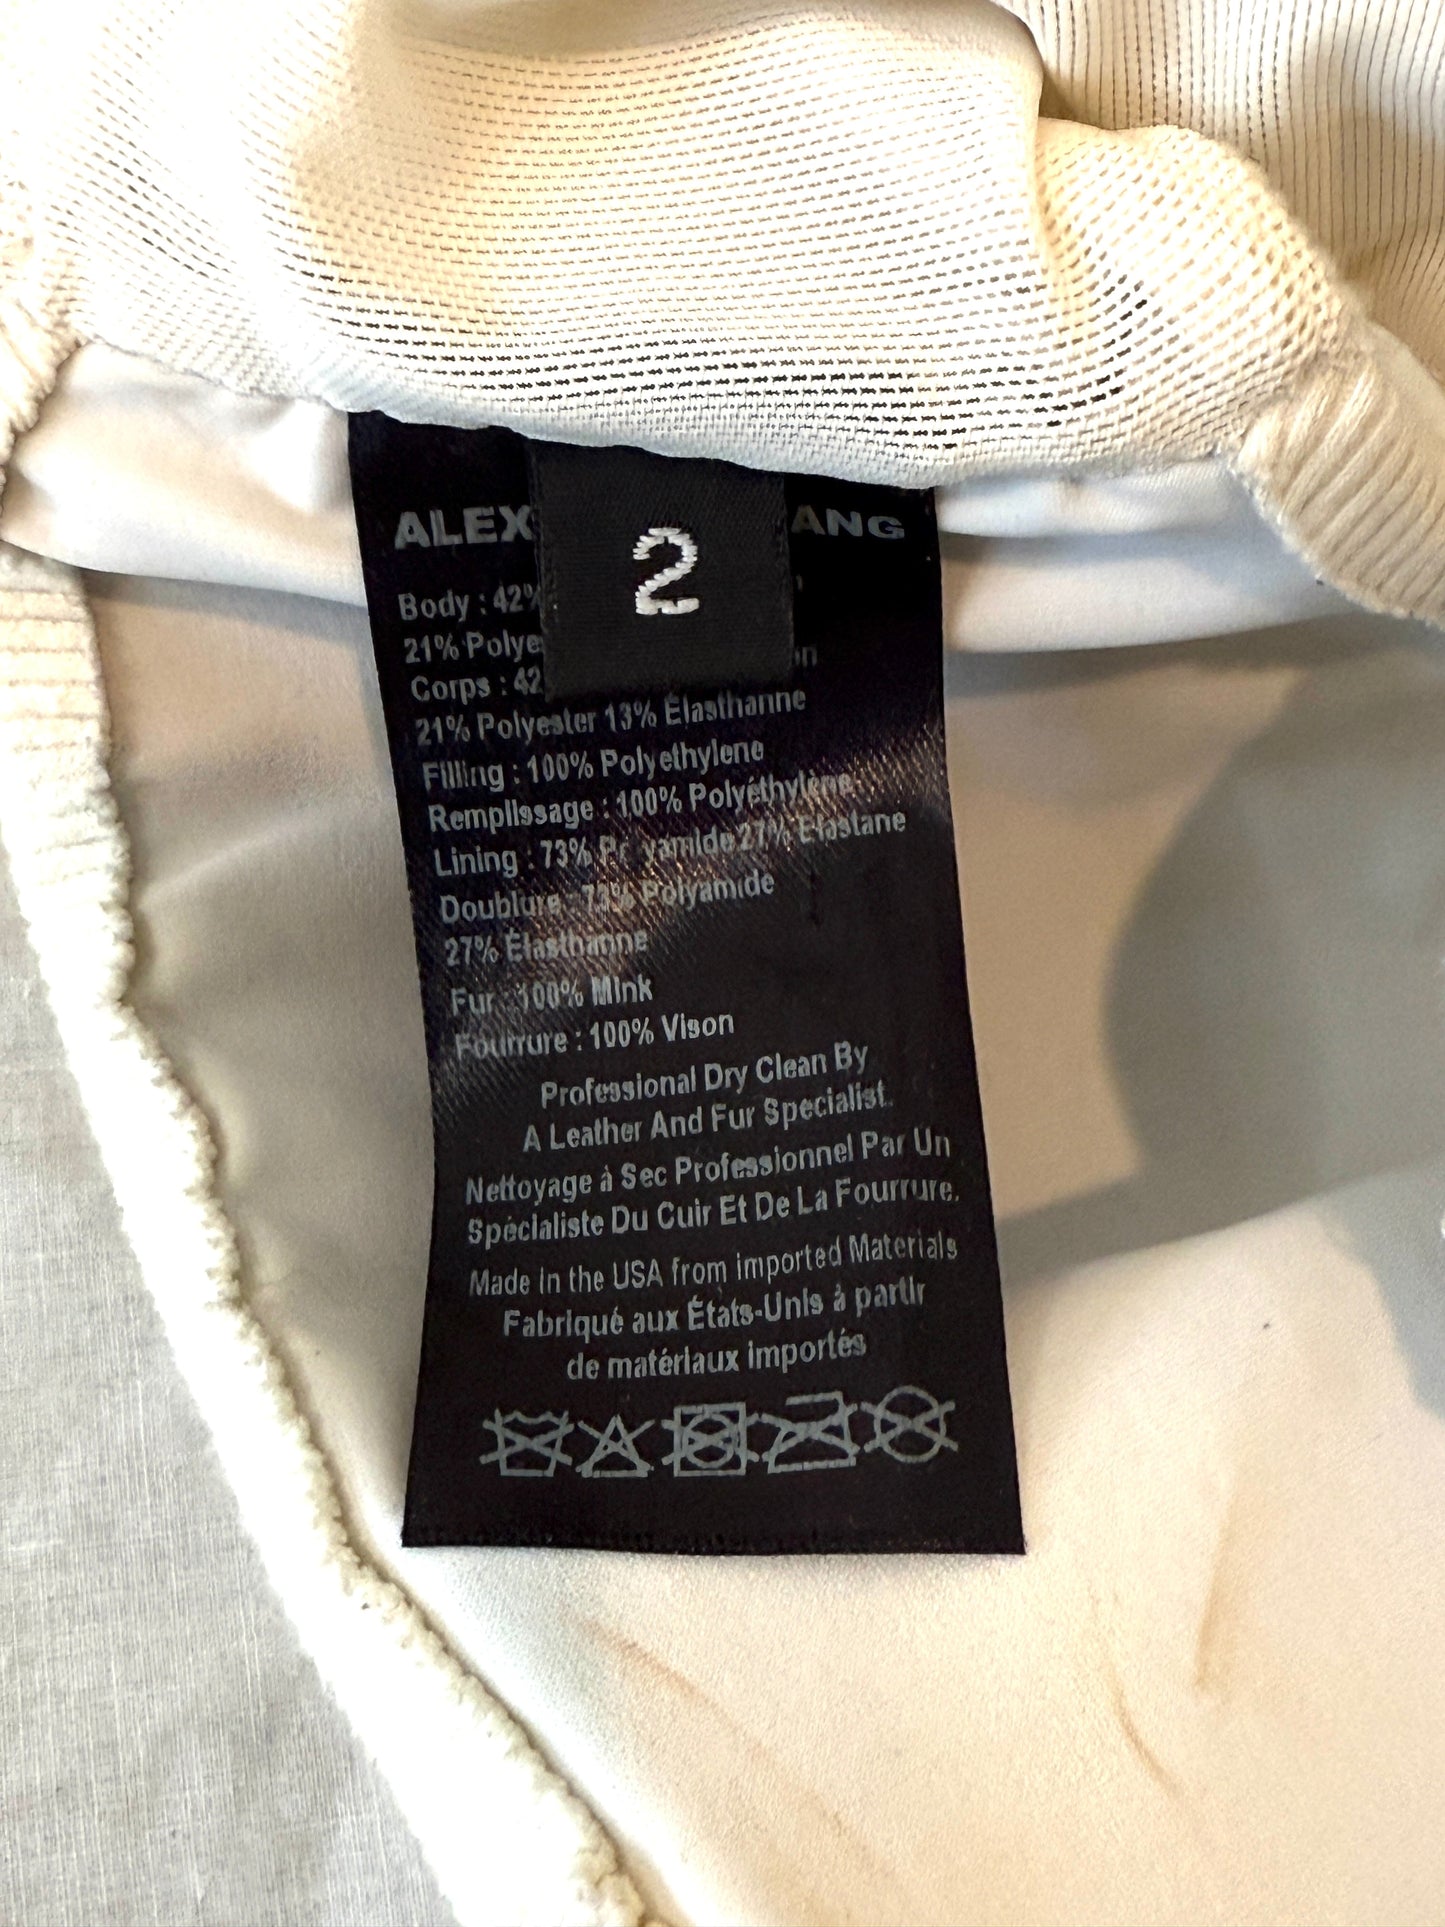 ALEX ANG
2
Body : 42%
21% Polye
Corps : 42 n
21% Polyester 13% Élasthanne
Filling : 100% Polyethylene
Remplissage : 100% Polyéthylène
Lining : 73% Po yamide 27% Elastane
Doublure : 73% Polyamide
27% Élasthanne
Fur : 100% Mink
Fourrure : 100% Vison
Professional Dry Clean By
A Leather And Fur Specialist.
Nettoyage à Sec Professionnel Par Un
Spécialiste Du Cuir Et De La Fourrure.
Made in the USA from imported Materials
Fabriqué aux États-Unis à partir
de matériaux importés